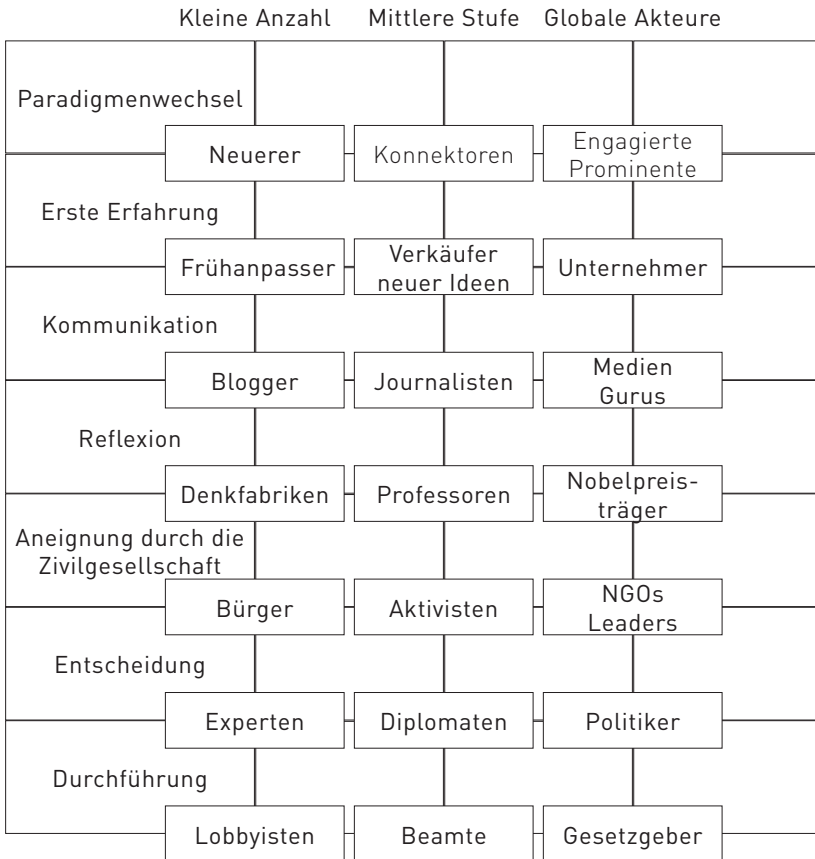 Kleine Anzahl Mittlere Stufe Globale Akteure
Paradigmenwechsel
Neuerer
Konnektoren
Engagierte
Prominente
Erste Erfahrung
Frühanpasser
Verkäufer
neuer Ideen
Unternehmer
Kommunikation
Blogger
Journalisten
Medien
Gurus
Reflexion
Denkfabriken
Professoren
Nobelpreis-
träger
Aneignung durch die
Zivilgesellschaft
Bürger
Aktivisten
NGOs
Leaders
Entscheidung
Experten
Diplomaten
Politiker
Durchführung
Lobbyisten
Beamte
Gesetzgeber